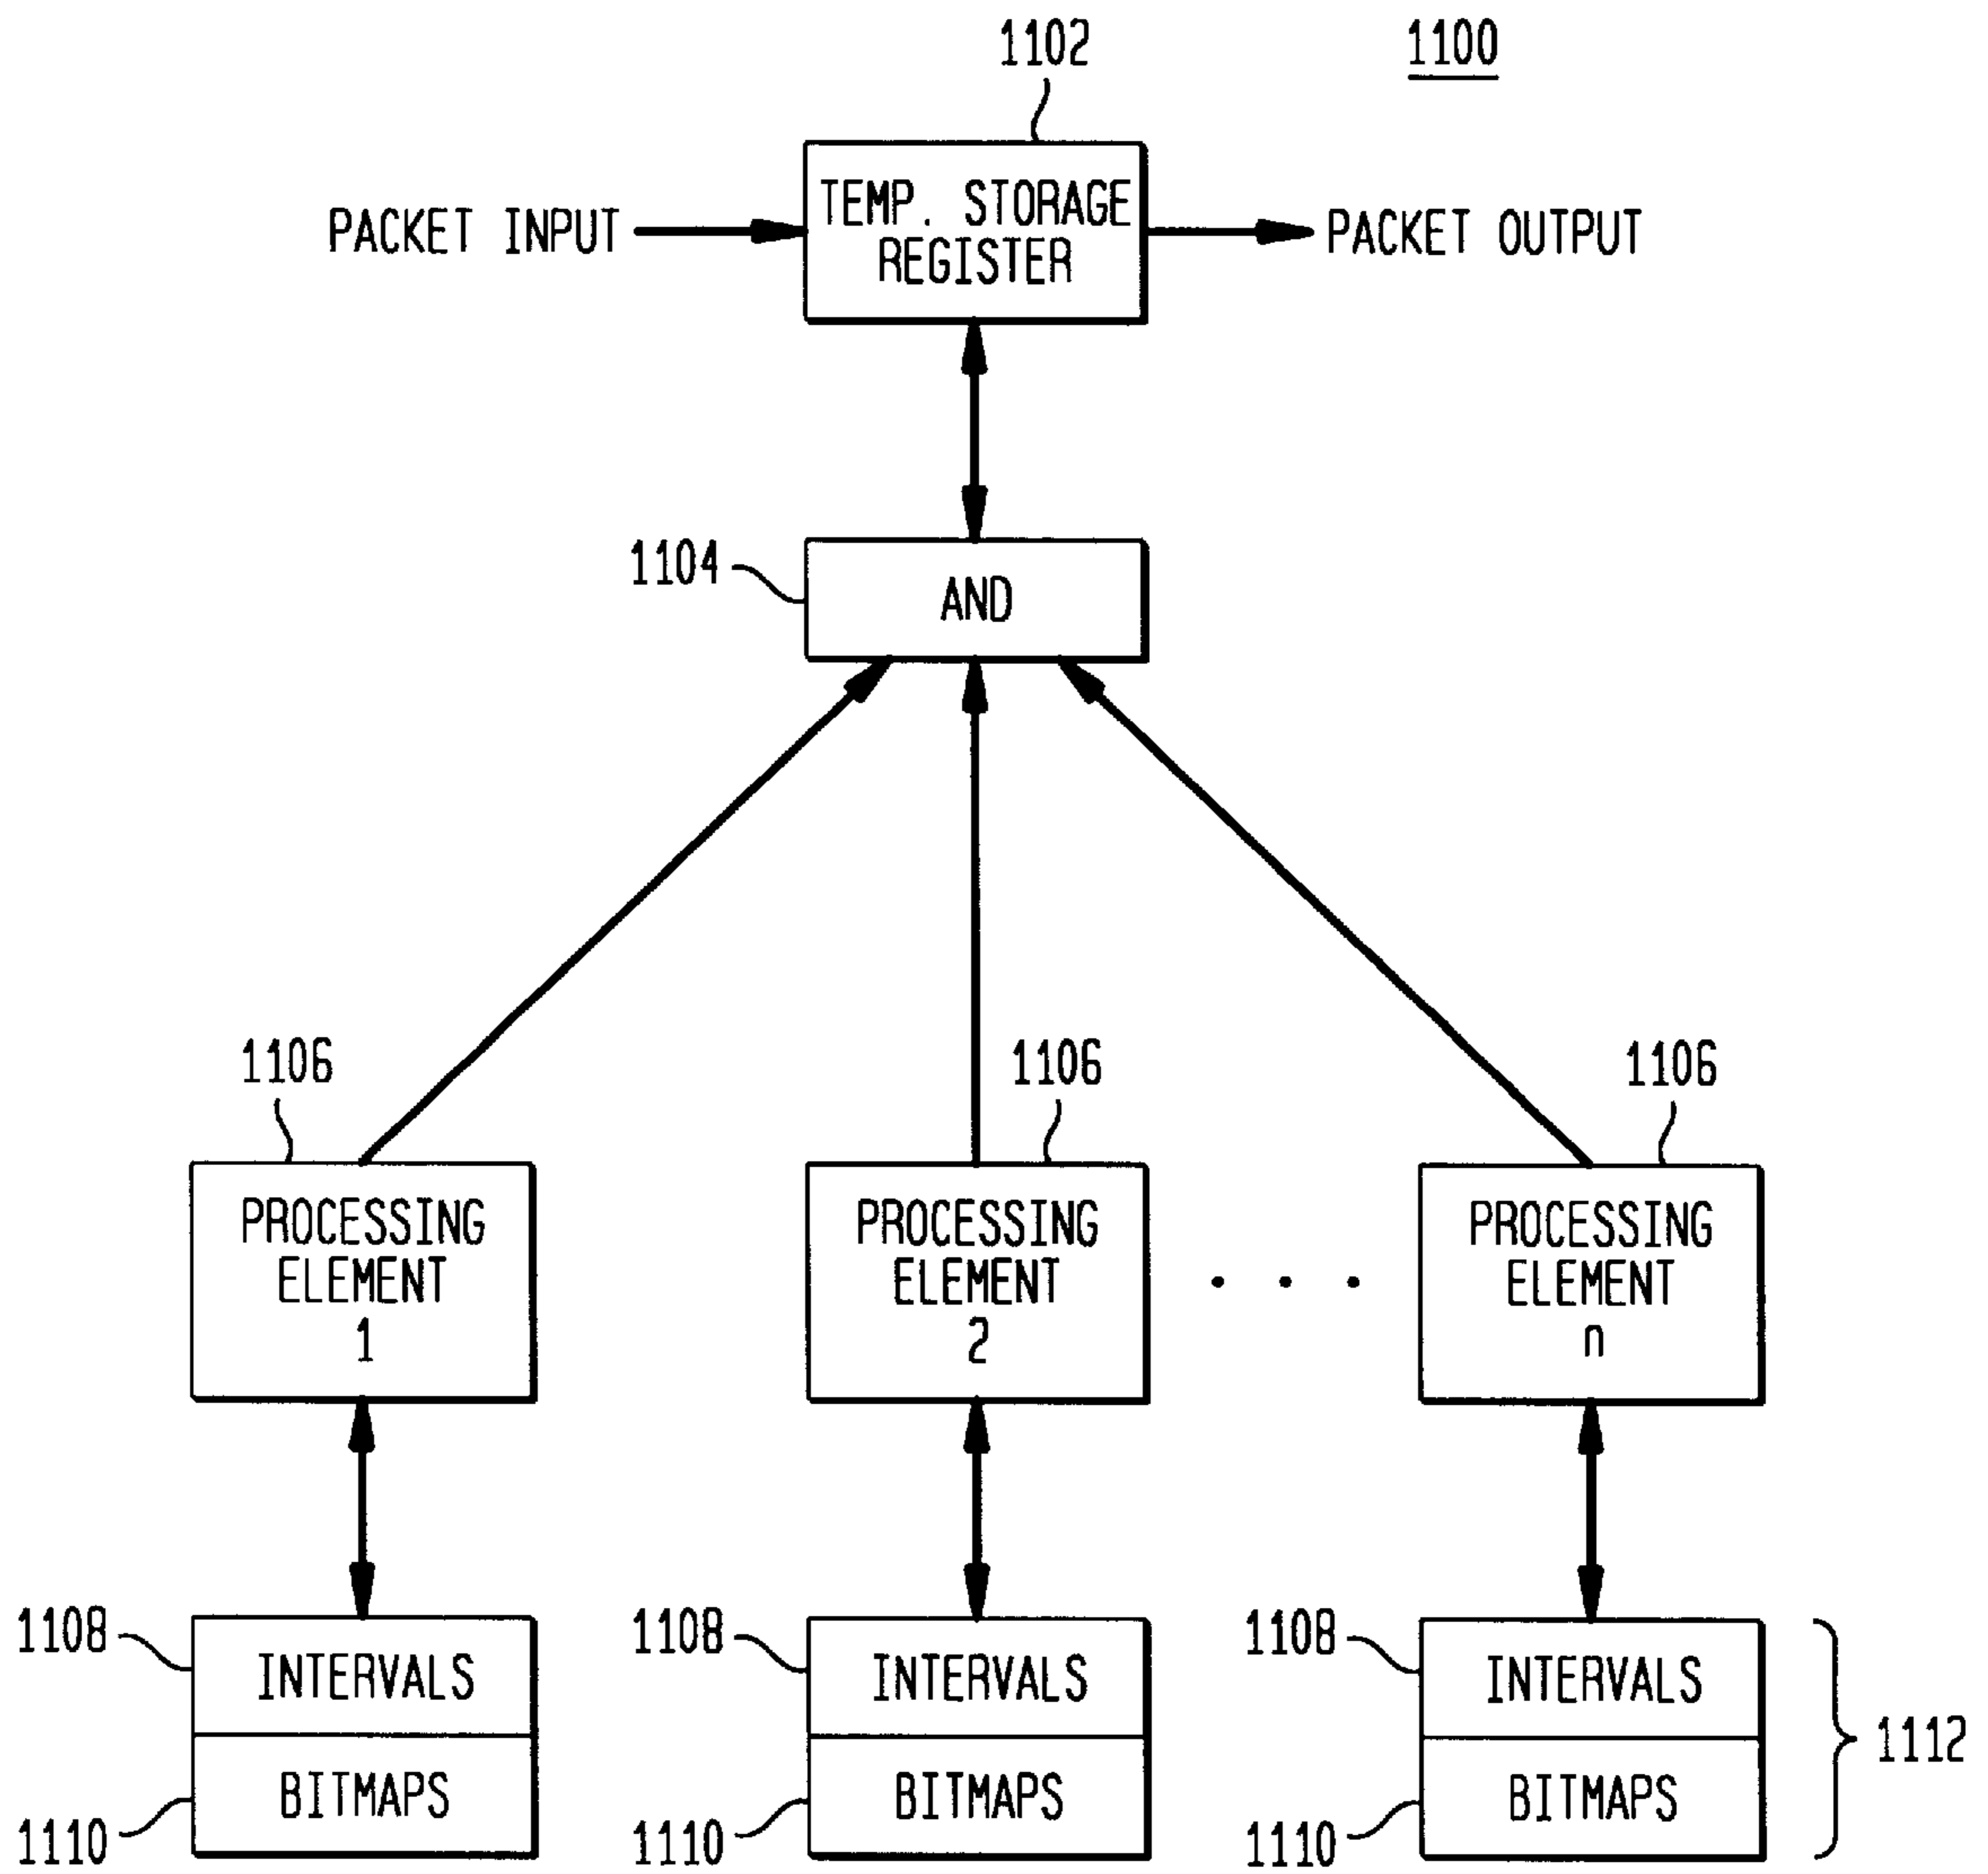 1102
1100
TEMP. STORAGE
REGISTER
PACKET INPUT
PACKET OUTPUT
1104
AND
1106
1106
1106
PROCESSING
ELEMENT
1
PROCESSING
ELEMENT
2
. . .
PROCESSING
ELEMENT
n
1108
INTERVALS
1108
INTERVALS
1108
INTERVALS
1112
1110
BITMAPS
1110
BITMAPS
1110
BITMAPS